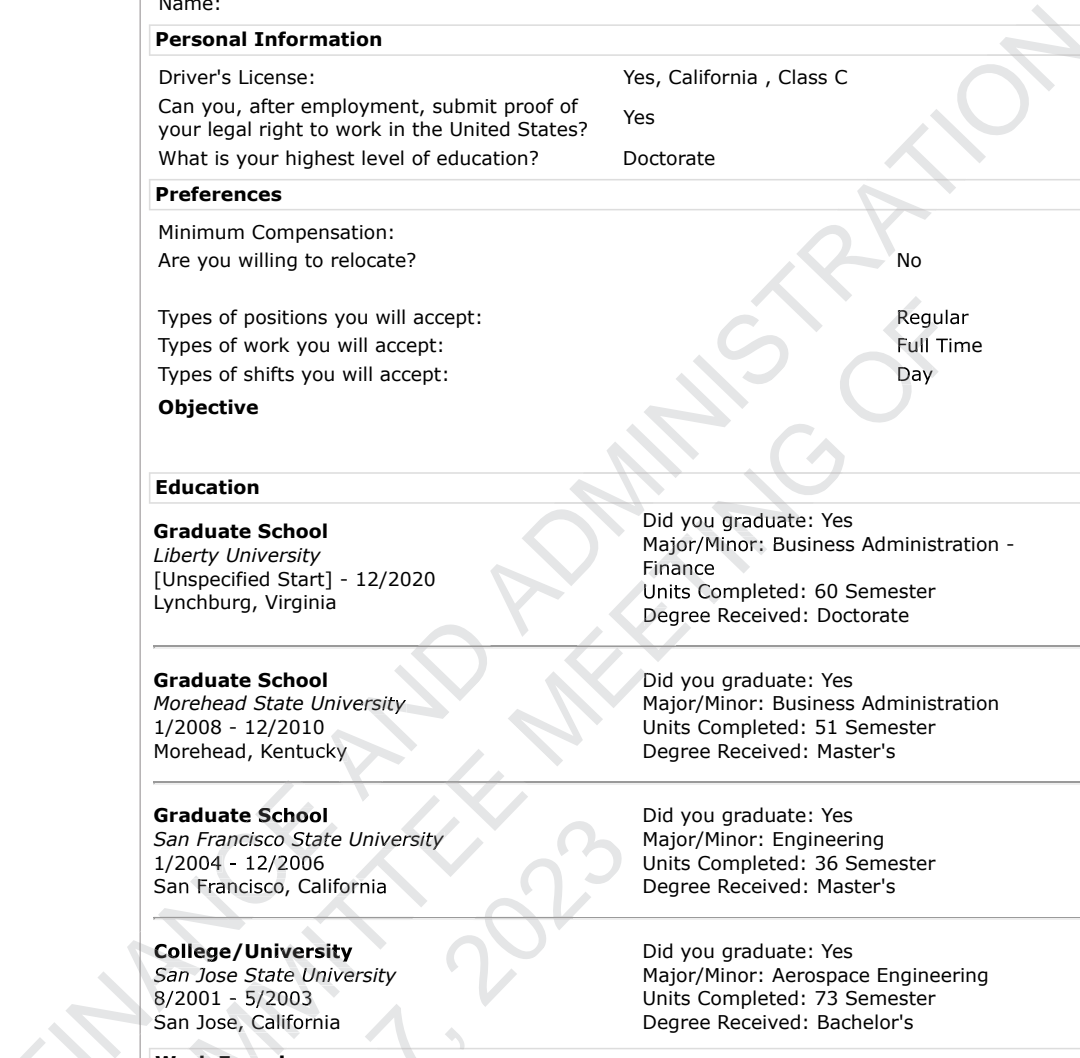 Name:
Personal Information
Driver's License: Yes, California , Class C
Can you, after employment, submit proof of
your legal right to work in the United States? Yes
What is your highest level of education? Doctorate
Preferences
Minimum Compensation:
Are you willing to relocate? No
Types of positions you will accept: Regular
Types of work you will accept: Full Time
Types of shifts you will accept: Day
Objective
Education
Graduate School
Liberty University
[Unspecified Start] - 12/2020
Lynchburg, Virginia
Did you graduate: Yes
Major/Minor: Business Administration -
Finance
Units Completed: 60 Semester
Degree Received: Doctorate
Graduate School
Morehead State University
1/2008 - 12/2010
Morehead, Kentucky
Did you graduate: Yes
Major/Minor: Business Administration
Units Completed: 51 Semester
Degree Received: Master's
Graduate School
San Francisco State University
1/2004 - 12/2006
San Francisco, California
Did you graduate: Yes
Major/Minor: Engineering
Units Completed: 36 Semester
Degree Received: Master's
College/University
San Jose State University
8/2001 - 5/2003
San Jose, California
Did you graduate: Yes
Major/Minor: Aerospace Engineering
Units Completed: 73 Semester
Degree Received: Bachelor's
FINANCE AND ADMINISTRATION
MMITTEE MEETING OF
7, 2023